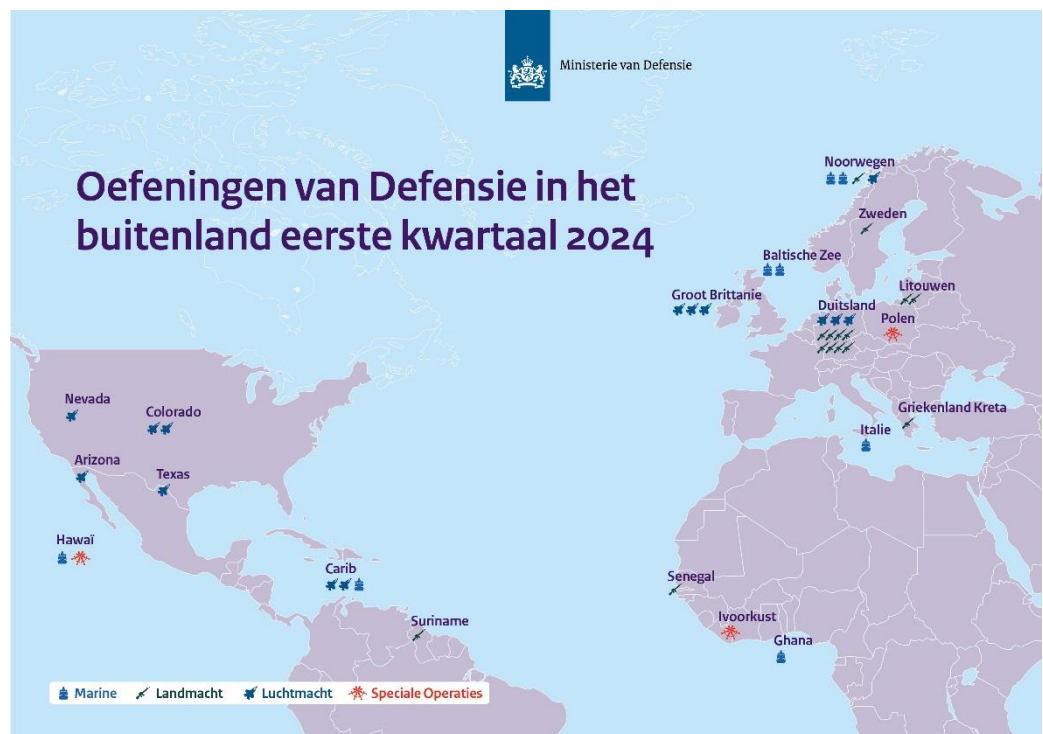 Ministerie van Defensie
Oefeningen van Defensie in het
buitenland eerste kwartaal 2024
Noorwegen
Zweden
Baltische Zee
Litouwen
Groot Brittanie
Duitsland
Polen
Nevada
Colorado
Griekenland Kreta
Italie
Arizona
Texas
Hawaï
Carib
Senegal
Suriname
Ivoorkust
Ghana
Marine
Landmacht
Luchtmacht
Speciale Operaties